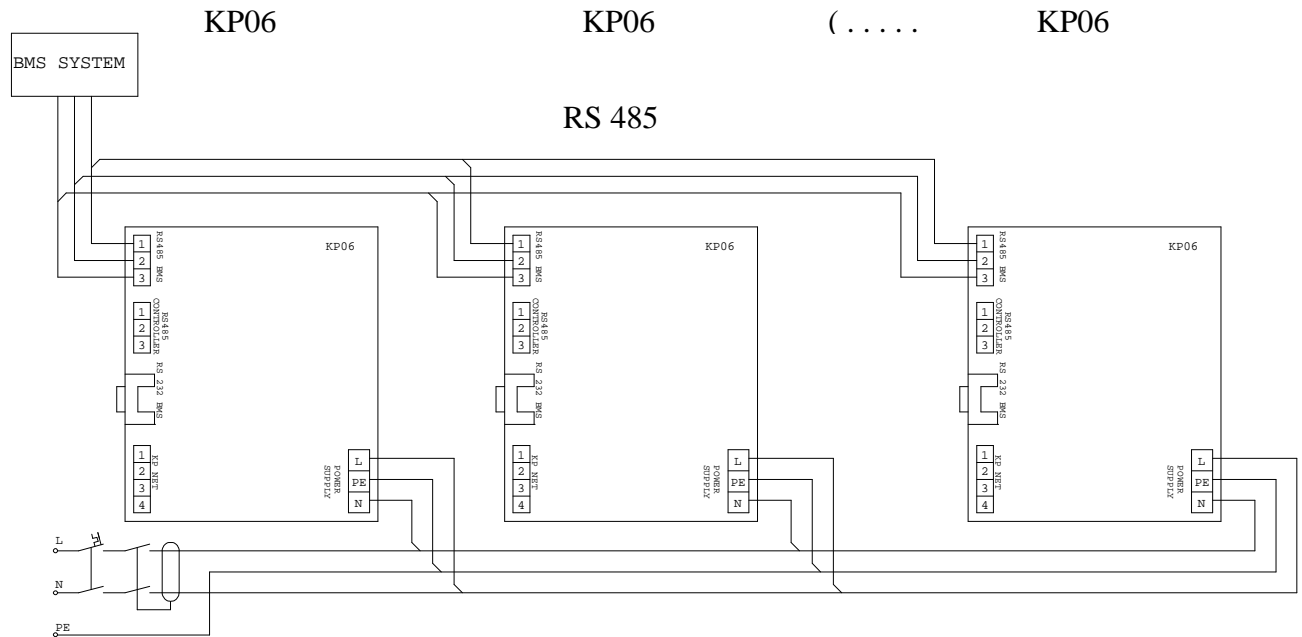 KP06 KP06 ( . . . . . KP06
BMS SYSTEM
RS 485
KP06
1
2
3
RS485 BMS
1
2
3
RS485
CONTROLLER
RS 232 BMS
1
2
3
4
KP NET
L
PE
N
POWER
SUPPLY
KP06
1
2
3
RS485 BMS
1
2
3
RS485
CONTROLLER
RS 232 BMS
1
2
3
4
KP NET
L
PE
N
POWER
SUPPLY
KP06
1
2
3
RS485 BMS
1
2
3
RS485
CONTROLLER
RS 232 BMS
1
2
3
4
KP NET
L
PE
N
POWER
SUPPLY
L
N
PE